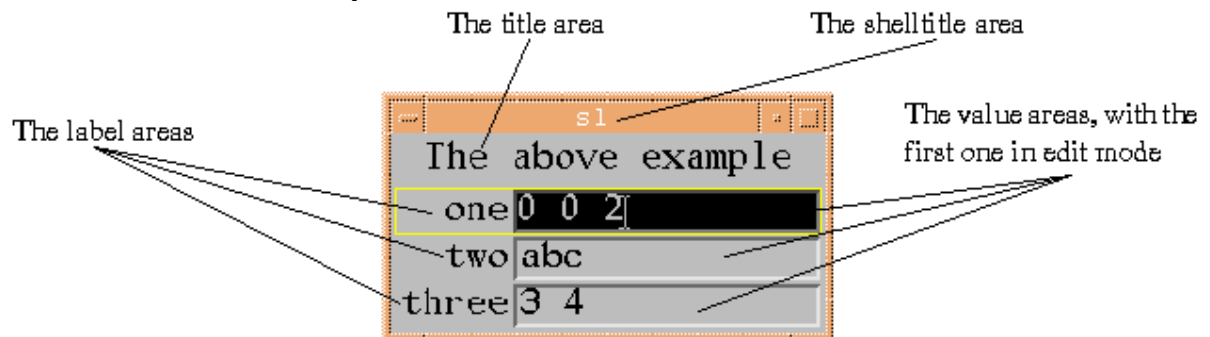 The title area
The shelltitle area
sl
The label areas
The value areas, with the
first one in edit mode
The above example
one 0 0 2
two abc
three 3 4